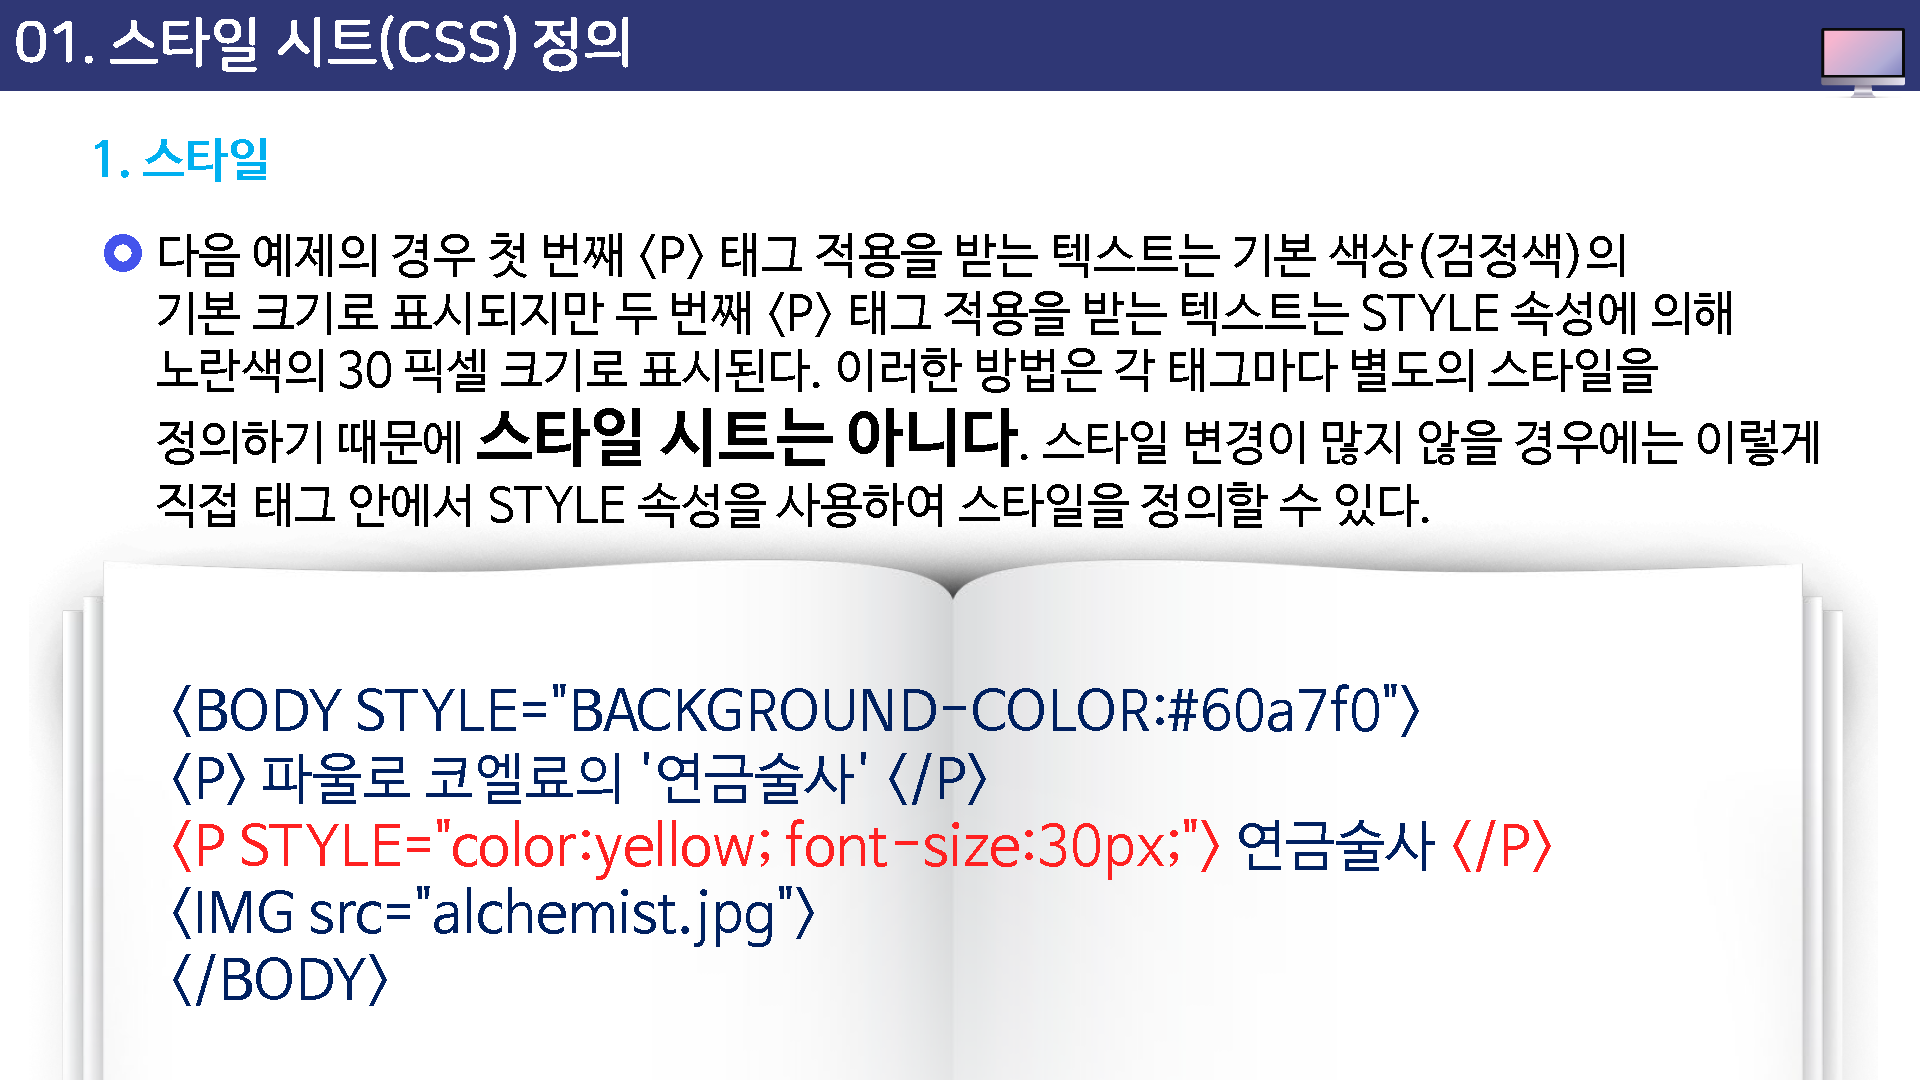 01. 스타일 시트(CSS) 정의
1. 스타일
다음 예제의 경우 첫 번째 <P> 태그 적용을 받는 텍스트는 기본 색상(검정색)의
기본 크기로 표시되지만 두 번째 <P> 태그 적용을 받는 텍스트는 STYLE 속성에 의해
노란색의 30 픽셀 크기로 표시된다. 이러한 방법은 각 태그마다 별도의 스타일을
정의하기 때문에 스타일 시트는 아니다. 스타일 변경이 많지 않을 경우에는 이렇게
직접 태그 안에서 STYLE 속성을 사용하여 스타일을 정의할 수 있다.
<BODY STYLE="BACKGROUND-COLOR:#60a7f0">
<P> 파울로 코엘료의 '연금술사' </P>
<P STYLE="color:yellow; font-size:30px;"> 연금술사 </P>
<IMG src="alchemist.jpg">
</BODY>